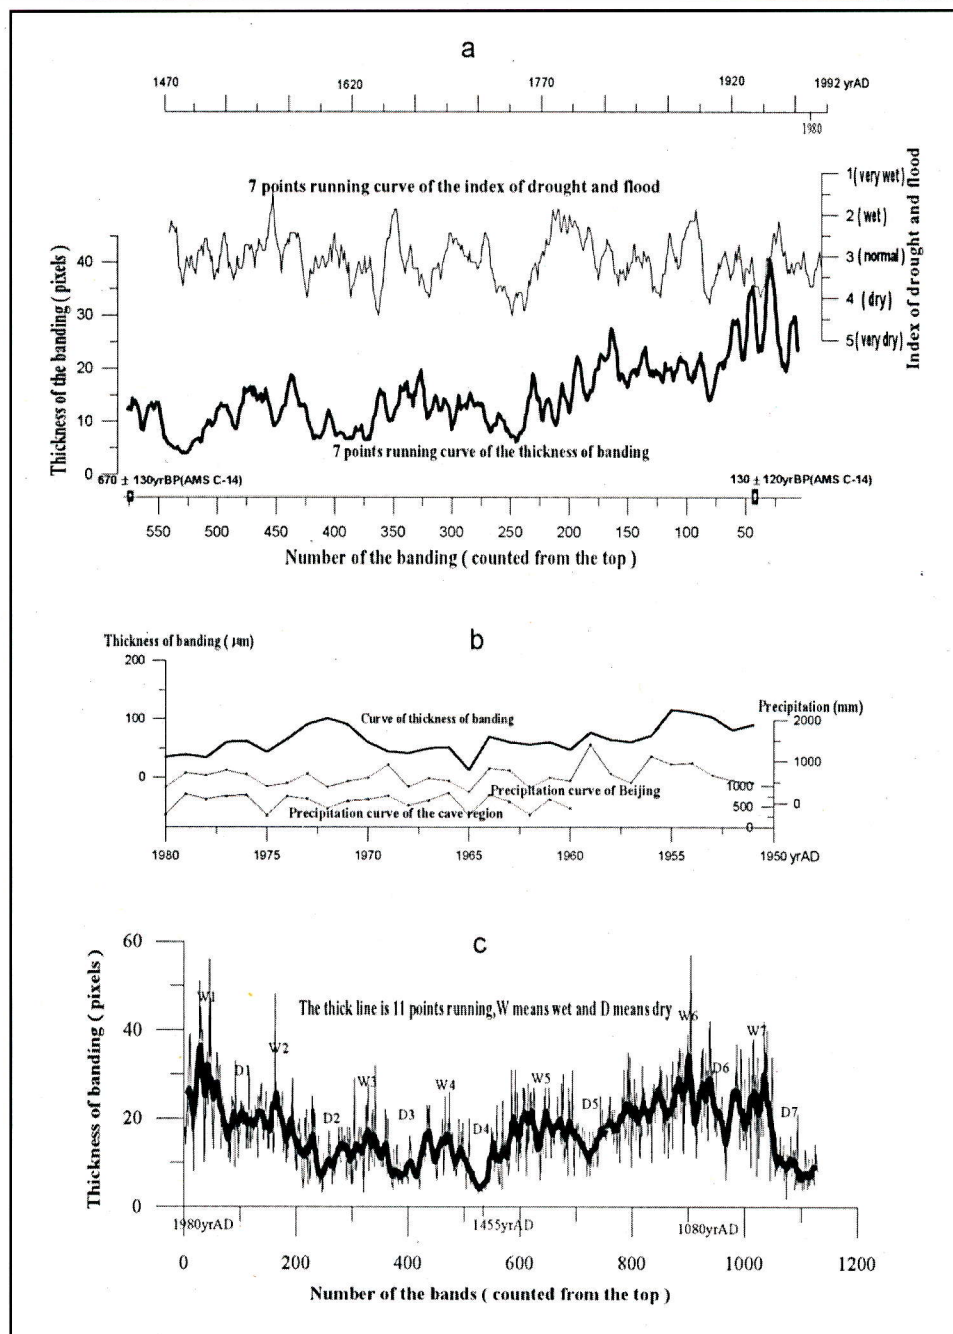 a
1470 1620 1770 1920 1992 yrAD
1980
7 points running curve of the index of drought and flood
1 (very wet)
2 (wet)
3 (normal)
4 (dry)
5 (very dry)
Index of drought and flood
Thickness of the banding ( pixels)
40
30
20
10
0
7 points running curve of the thickness of banding
670 ± 130yrBP(AMS C-14) 130 ± 120yrBP(AMS C-14)
550 500 450 400 350 300 250 200 150 100 50
Number of the banding ( counted from the top )
b
Thickness of banding ( μm)
200
100
0
Curve of thickness of banding
Precipitation (mm)
2000
1000
0
Precipitation curve of Beijing
1000
500
0
Precipitation curve of the cave region
1980 1975 1970 1965 1960 1955 1950 yrAD
c
Thickness of banding ( pixels )
60
40
20
0
The thick line is 11 points running,W means wet and D means dry
W1 D1 W2 D2 W3 D3 W4 D4 W5 D5 W6 D6 W7 D7
1980yrAD 1455yrAD 1080yrAD
0 200 400 600 800 1000 1200
Number of the bands ( counted from the top )